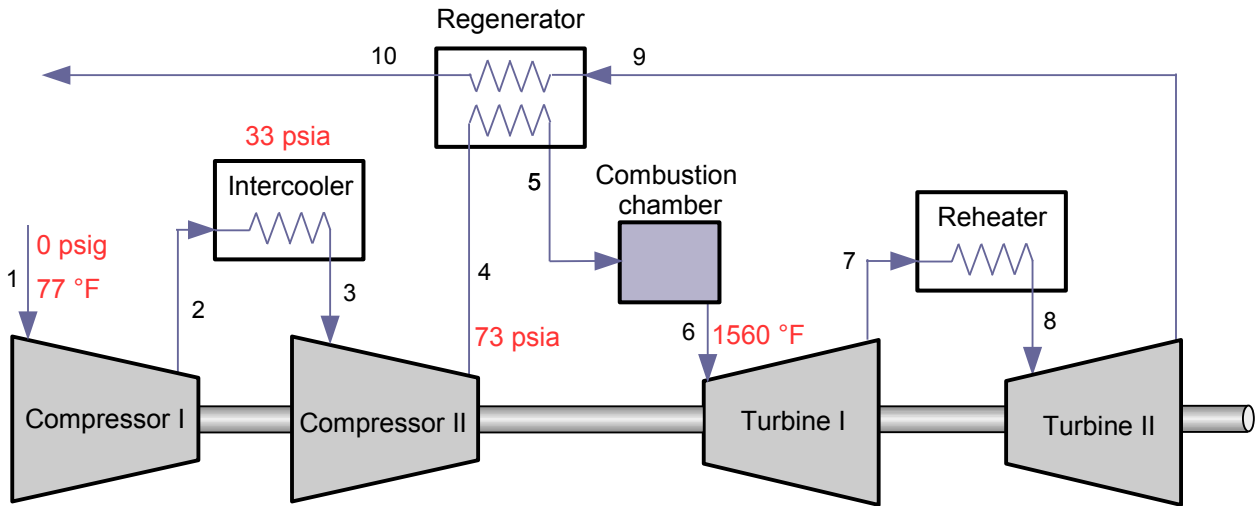 Regenerator
10
9
33 psia
Intercooler
5
Combustion
chamber
Reheater
0 psig
1
77 °F
2
3
4
73 psia
6
1560 °F
7
8
Compressor I
Compressor II
Turbine I
Turbine II